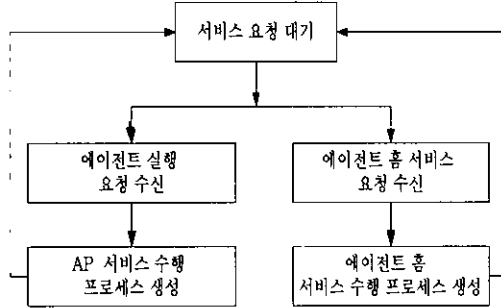 서비스 요청 대기
에이전트 실행
요청 수신
에이전트 홈 서비스
요청 수신
AP 서비스 수행
프로세스 생성
에이전트 홈
서비스 수행 프로세스 생성